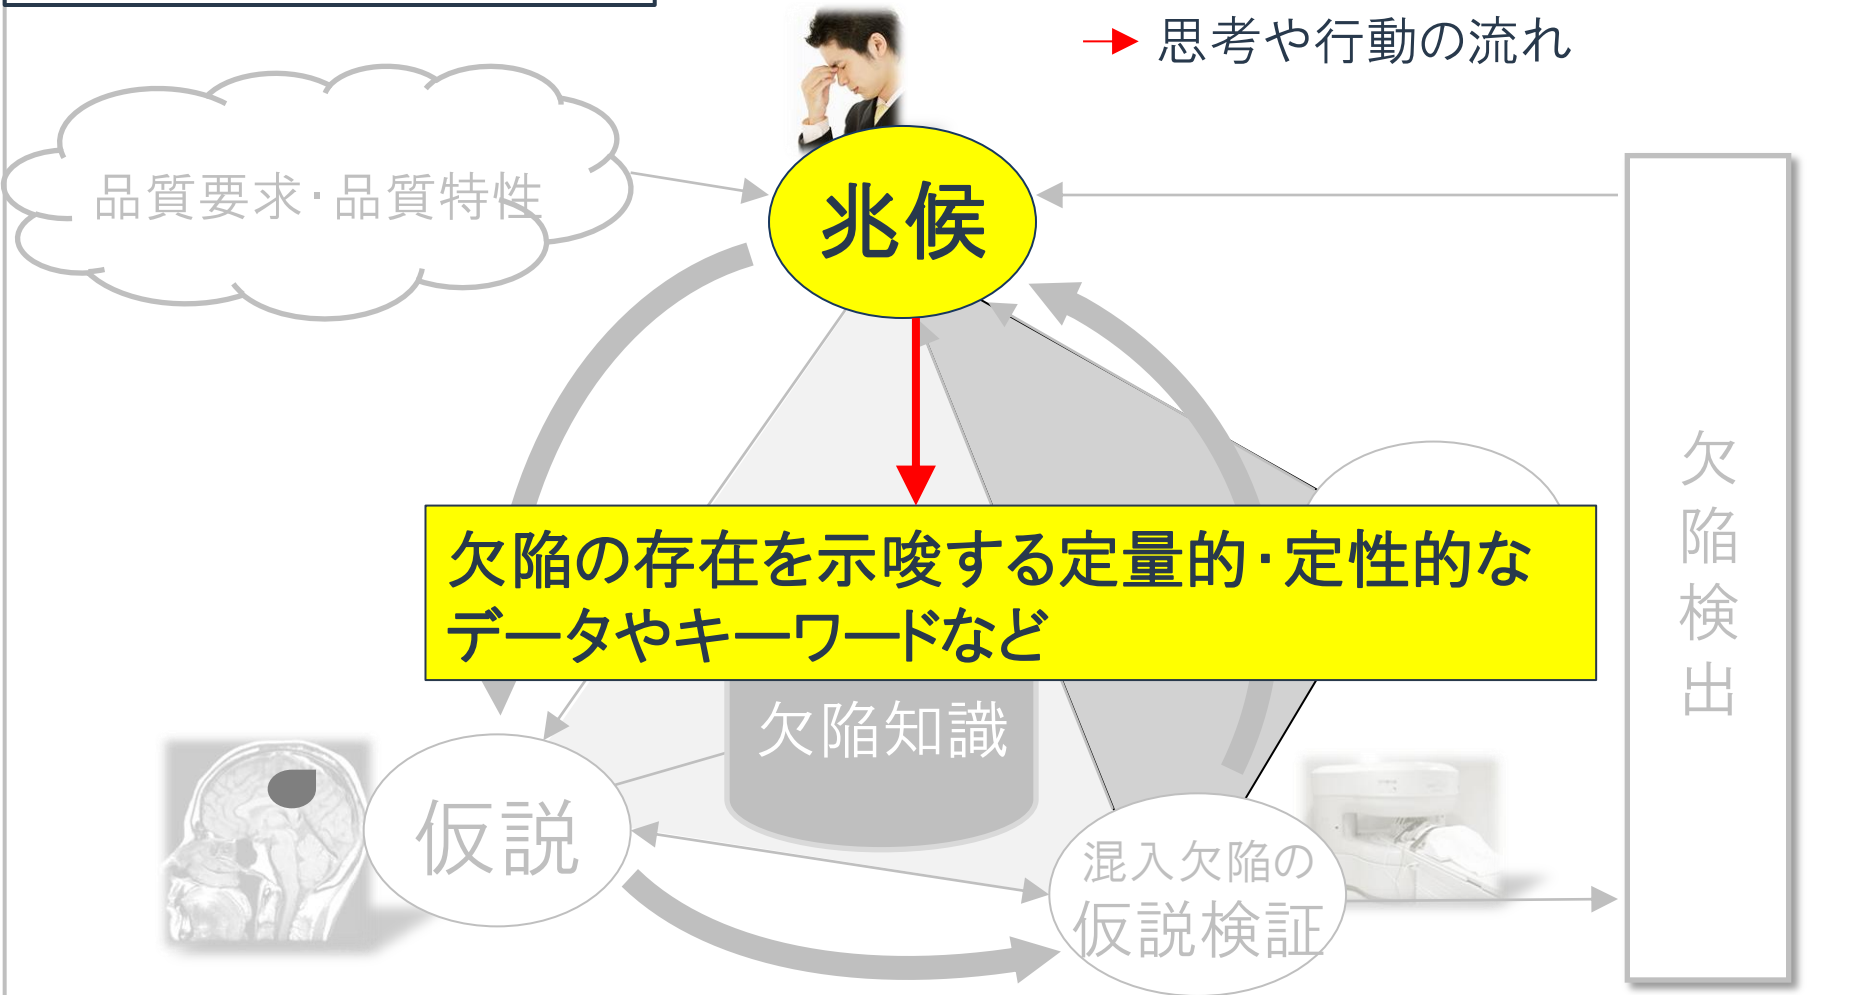 思考や行動の流れ
品質要求・品質特性
兆候
欠陥の存在を示唆する定量的・定性的な
データやキーワードなど
欠陥検出
欠陥知識
仮説
混入欠陥の
仮説検証